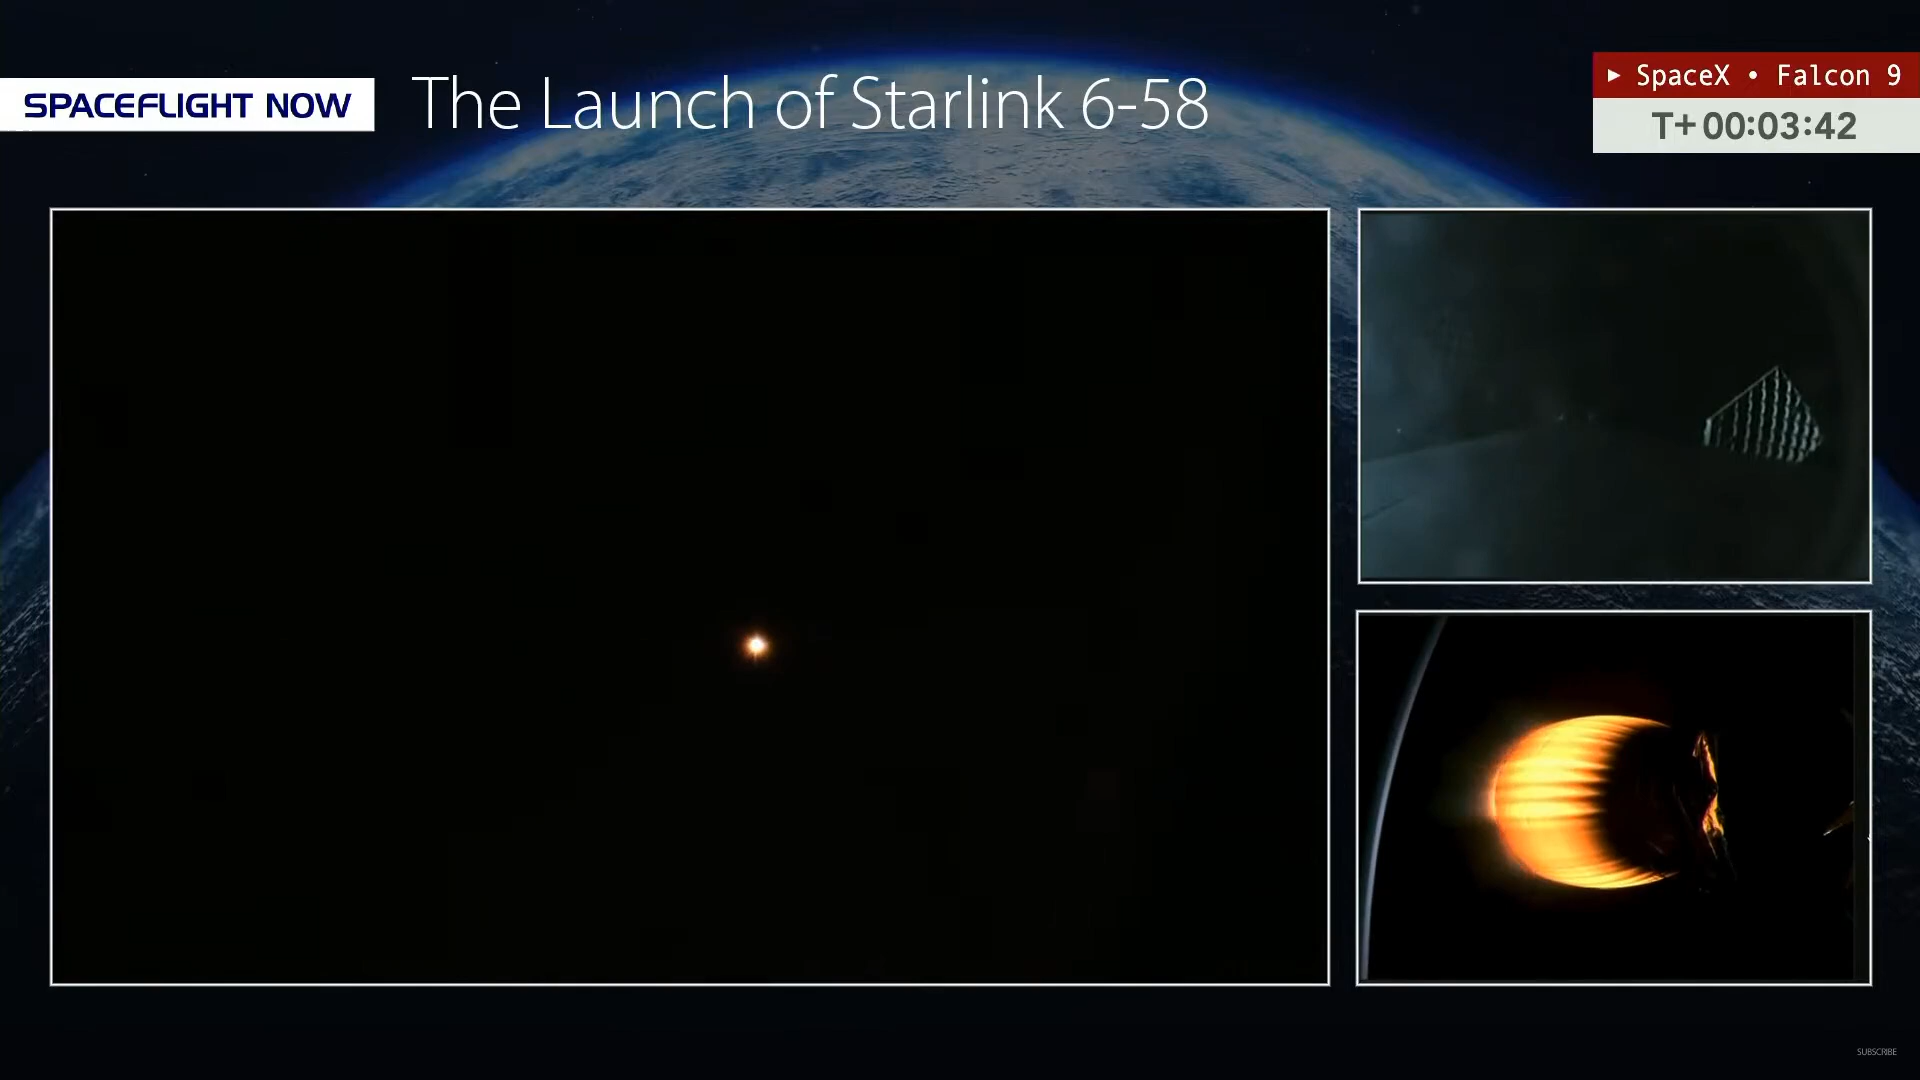 SPACEFLIGHT NOW
The Launch of Starlink 6-58
▸ SpaceX • Falcon 9
T+00:03:42
SUBSCRIBE